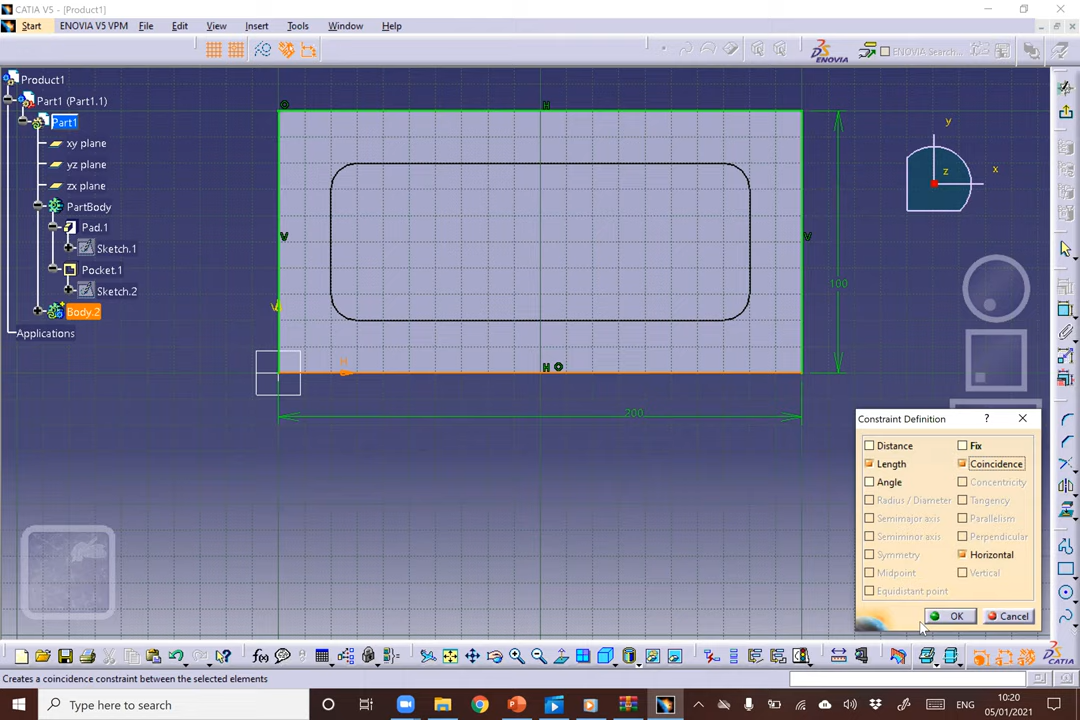 CATIA V5 - [Product1]
Start ENOVIA V5 VPM File Edit View Insert Tools Window Help
ENOVIA ENOVIA Search...
Product1
Part1 (Part1.1)
Part1
xy plane
yz plane
zx plane
PartBody
Pad.1
Sketch.1
Pocket.1
Sketch.2
Body.2
Applications
H
V
V
V
H
H
100
200
y
x
z
Constraint Definition ? X
Distance Fix
Length Coincidence
Angle Concentricity
Radius / Diameter Tangency
Semimajor axis Parallelism
Semiminor axis Perpendicular
Symmetry Horizontal
Midpoint Vertical
Equidistant point
OK Cancel
f(x)
CATIA
Creates a coincidence constraint between the selected elements
Type here to search
ENG
10:20
05/01/2021